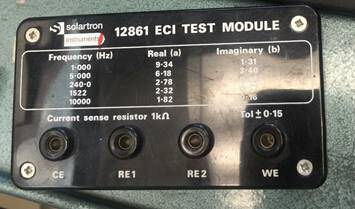 solartron
instruments
12861 ECI TEST MODULE
Frequency (Hz) Real (a) Imaginary (b)
1·000 9·34 1·31
5·000 6·18
240·0 2·78
1522 2·32
10000 1·82
Current sense resistor 1kΩ Tol ± 0·15
CE RE1 RE2 WE